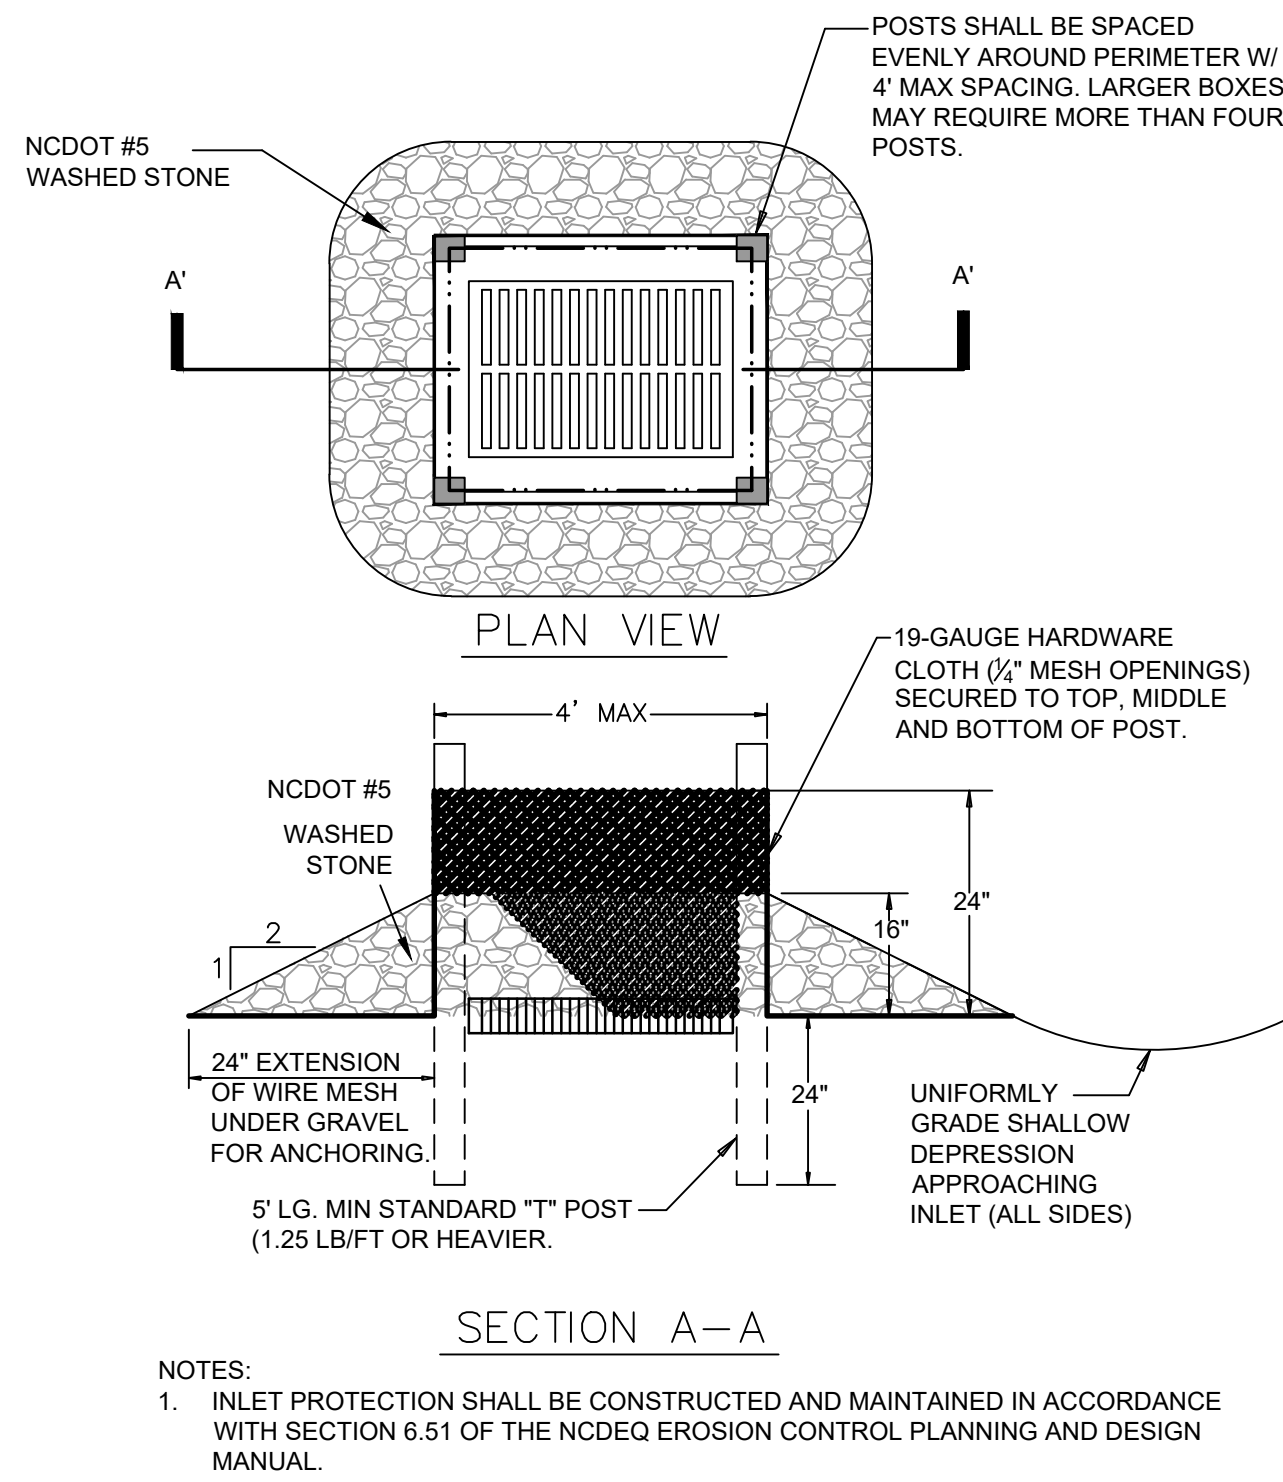 POSTS SHALL BE SPACED
EVENLY AROUND PERIMETER W/
4' MAX SPACING. LARGER BOXES
MAY REQUIRE MORE THAN FOUR
POSTS.
NCDOT #5
WASHED STONE
A'
A'
PLAN VIEW
19-GAUGE HARDWARE
CLOTH (¼" MESH OPENINGS)
SECURED TO TOP, MIDDLE
AND BOTTOM OF POST.
4' MAX
NCDOT #5
WASHED
STONE
24"
16"
2
1
24" EXTENSION
OF WIRE MESH
UNDER GRAVEL
FOR ANCHORING.
24"
UNIFORMLY
GRADE SHALLOW
DEPRESSION
APPROACHING
INLET (ALL SIDES)
5' LG. MIN STANDARD "T" POST
(1.25 LB/FT OR HEAVIER.
SECTION A-A
NOTES:
1. INLET PROTECTION SHALL BE CONSTRUCTED AND MAINTAINED IN ACCORDANCE
WITH SECTION 6.51 OF THE NCDEQ EROSION CONTROL PLANNING AND DESIGN
MANUAL.